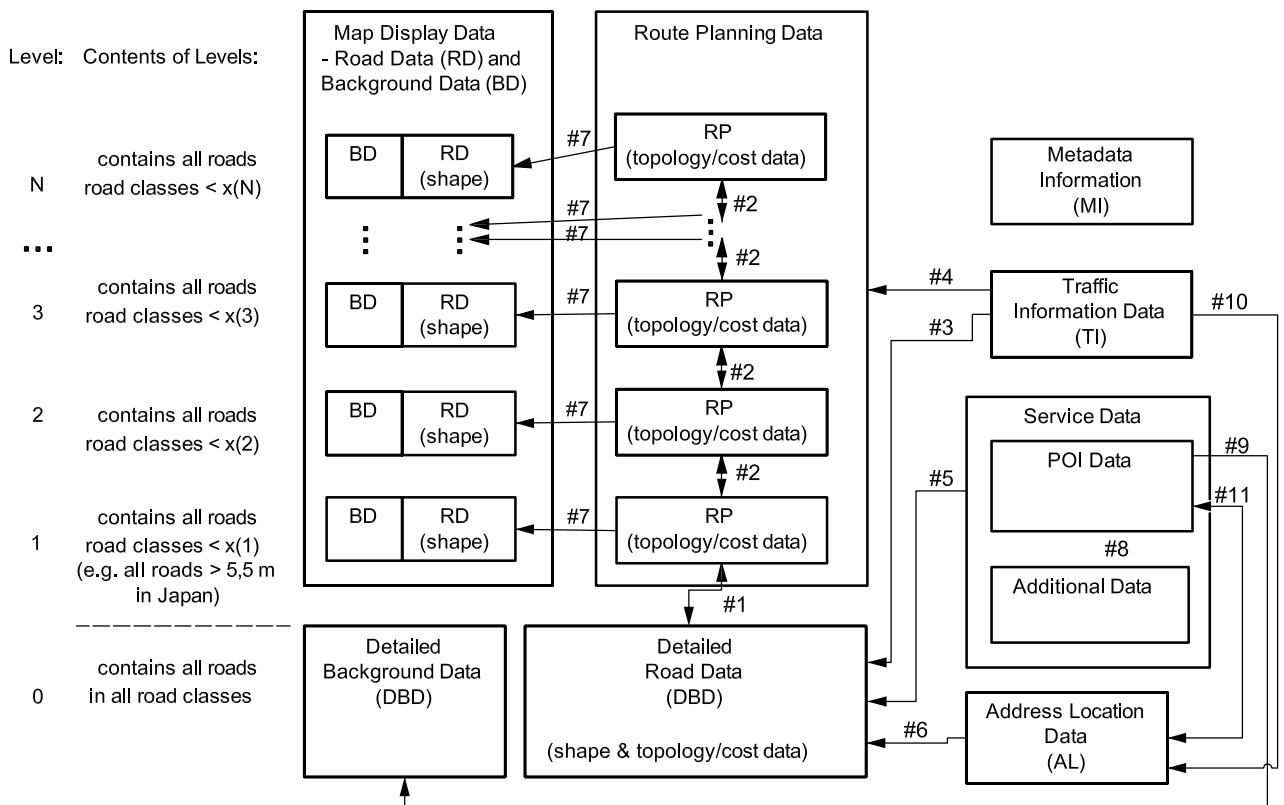 Level:
Contents of Levels:
Map Display Data
- Road Data (RD) and
Background Data (BD)
Route Planning Data
N
contains all roads
road classes < x(N)
BD
RD
(shape)
#7
RP
(topology/cost data)
Metadada
Information
(MI)
#2
#7
#7
...
#2
3
contains all roads
road classes < x(3)
BD
RD
(shape)
#7
RP
(topology/cost data)
#4
#3
Traffic
Information Data
(TI)
#10
#2
2
contains all roads
road classes < x(2)
BD
RD
(shape)
#7
RP
(topology/cost data)
Service Data
POI Data
#9
#5
#11
#2
1
contains all roads
road classes < x(1)
(e.g. all roads > 5,5 m
in Japan)
BD
RD
(shape)
#7
RP
(topology/cost data)
#8
Additional Data
#1
0
contains all roads
in all road classes
Detailed
Background Data
(DBD)
Detailed
Road Data
(DBD)
(shape & topology/cost data)
#6
Address Location
Data
(AL)